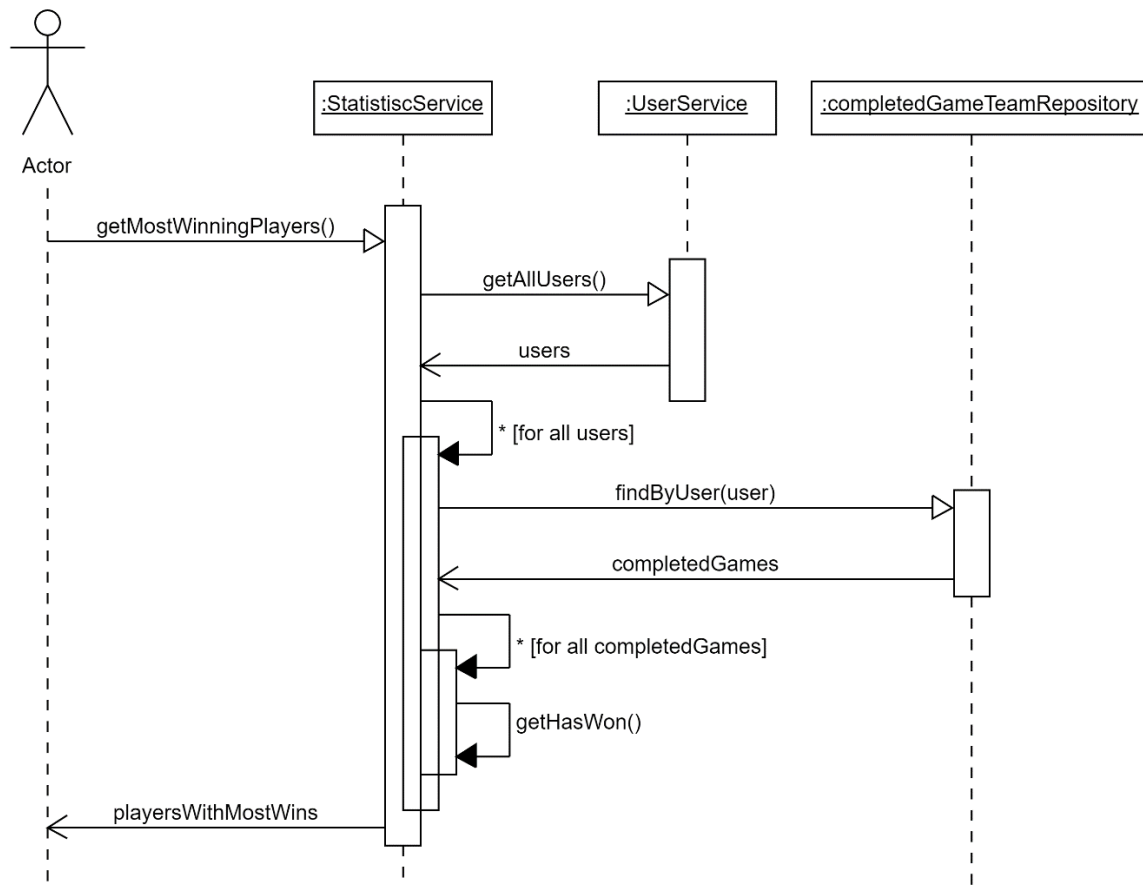 Actor
:StatistiscService
:UserService
:completedGameTeamRepository
getMostWinningPlayers()
getAllUsers()
users
* [for all users]
findByUser(user)
completedGames
* [for all completedGames]
getHasWon()
playersWithMostWins